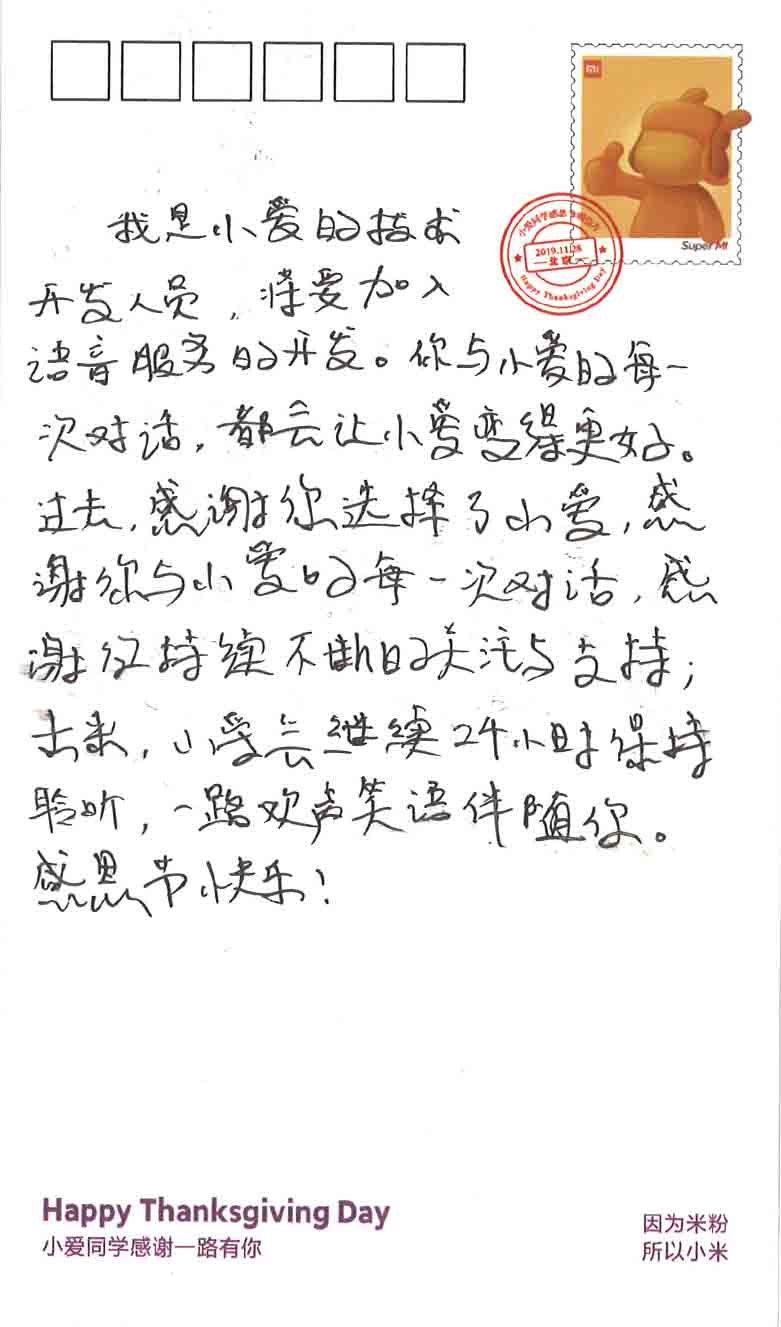 MI
Super MI
小爱同学感恩
2019.11.28
北京
Happy Thanksgiving Day
我是小爱的技术
开发人员，主要加入
语音服务的开发。你与小爱的每一
次对话，都会让小爱变得更好。
过去，感谢你选择了小爱，感
谢你与小爱的每一次对话，感
谢你持续不断的关注与支持；
未来，小爱会继续24小时保持
聆听，一路欢声笑语伴随你。
感恩节快乐！
Happy Thanksgiving Day
小爱同学感谢一路有你
因为米粉
所以小米